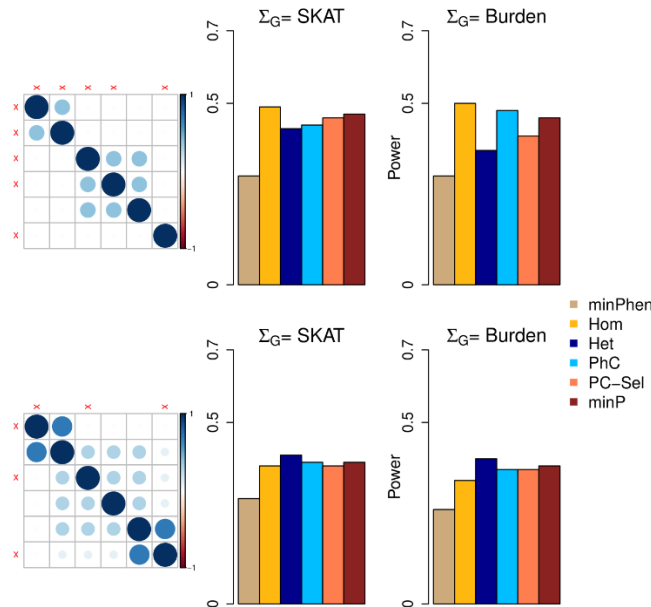 Σ_G= SKAT
Σ_G= Burden
x x x x x
x
x
x
x
x
1
−1
0.7
0.5
0
Power
0.7
0.5
0
minPhen
Hom
Het
PhC
PC−Sel
minP
Σ_G= SKAT
Σ_G= Burden
x x x
x
x
x
1
−1
0.7
0.5
0
Power
0.7
0.5
0